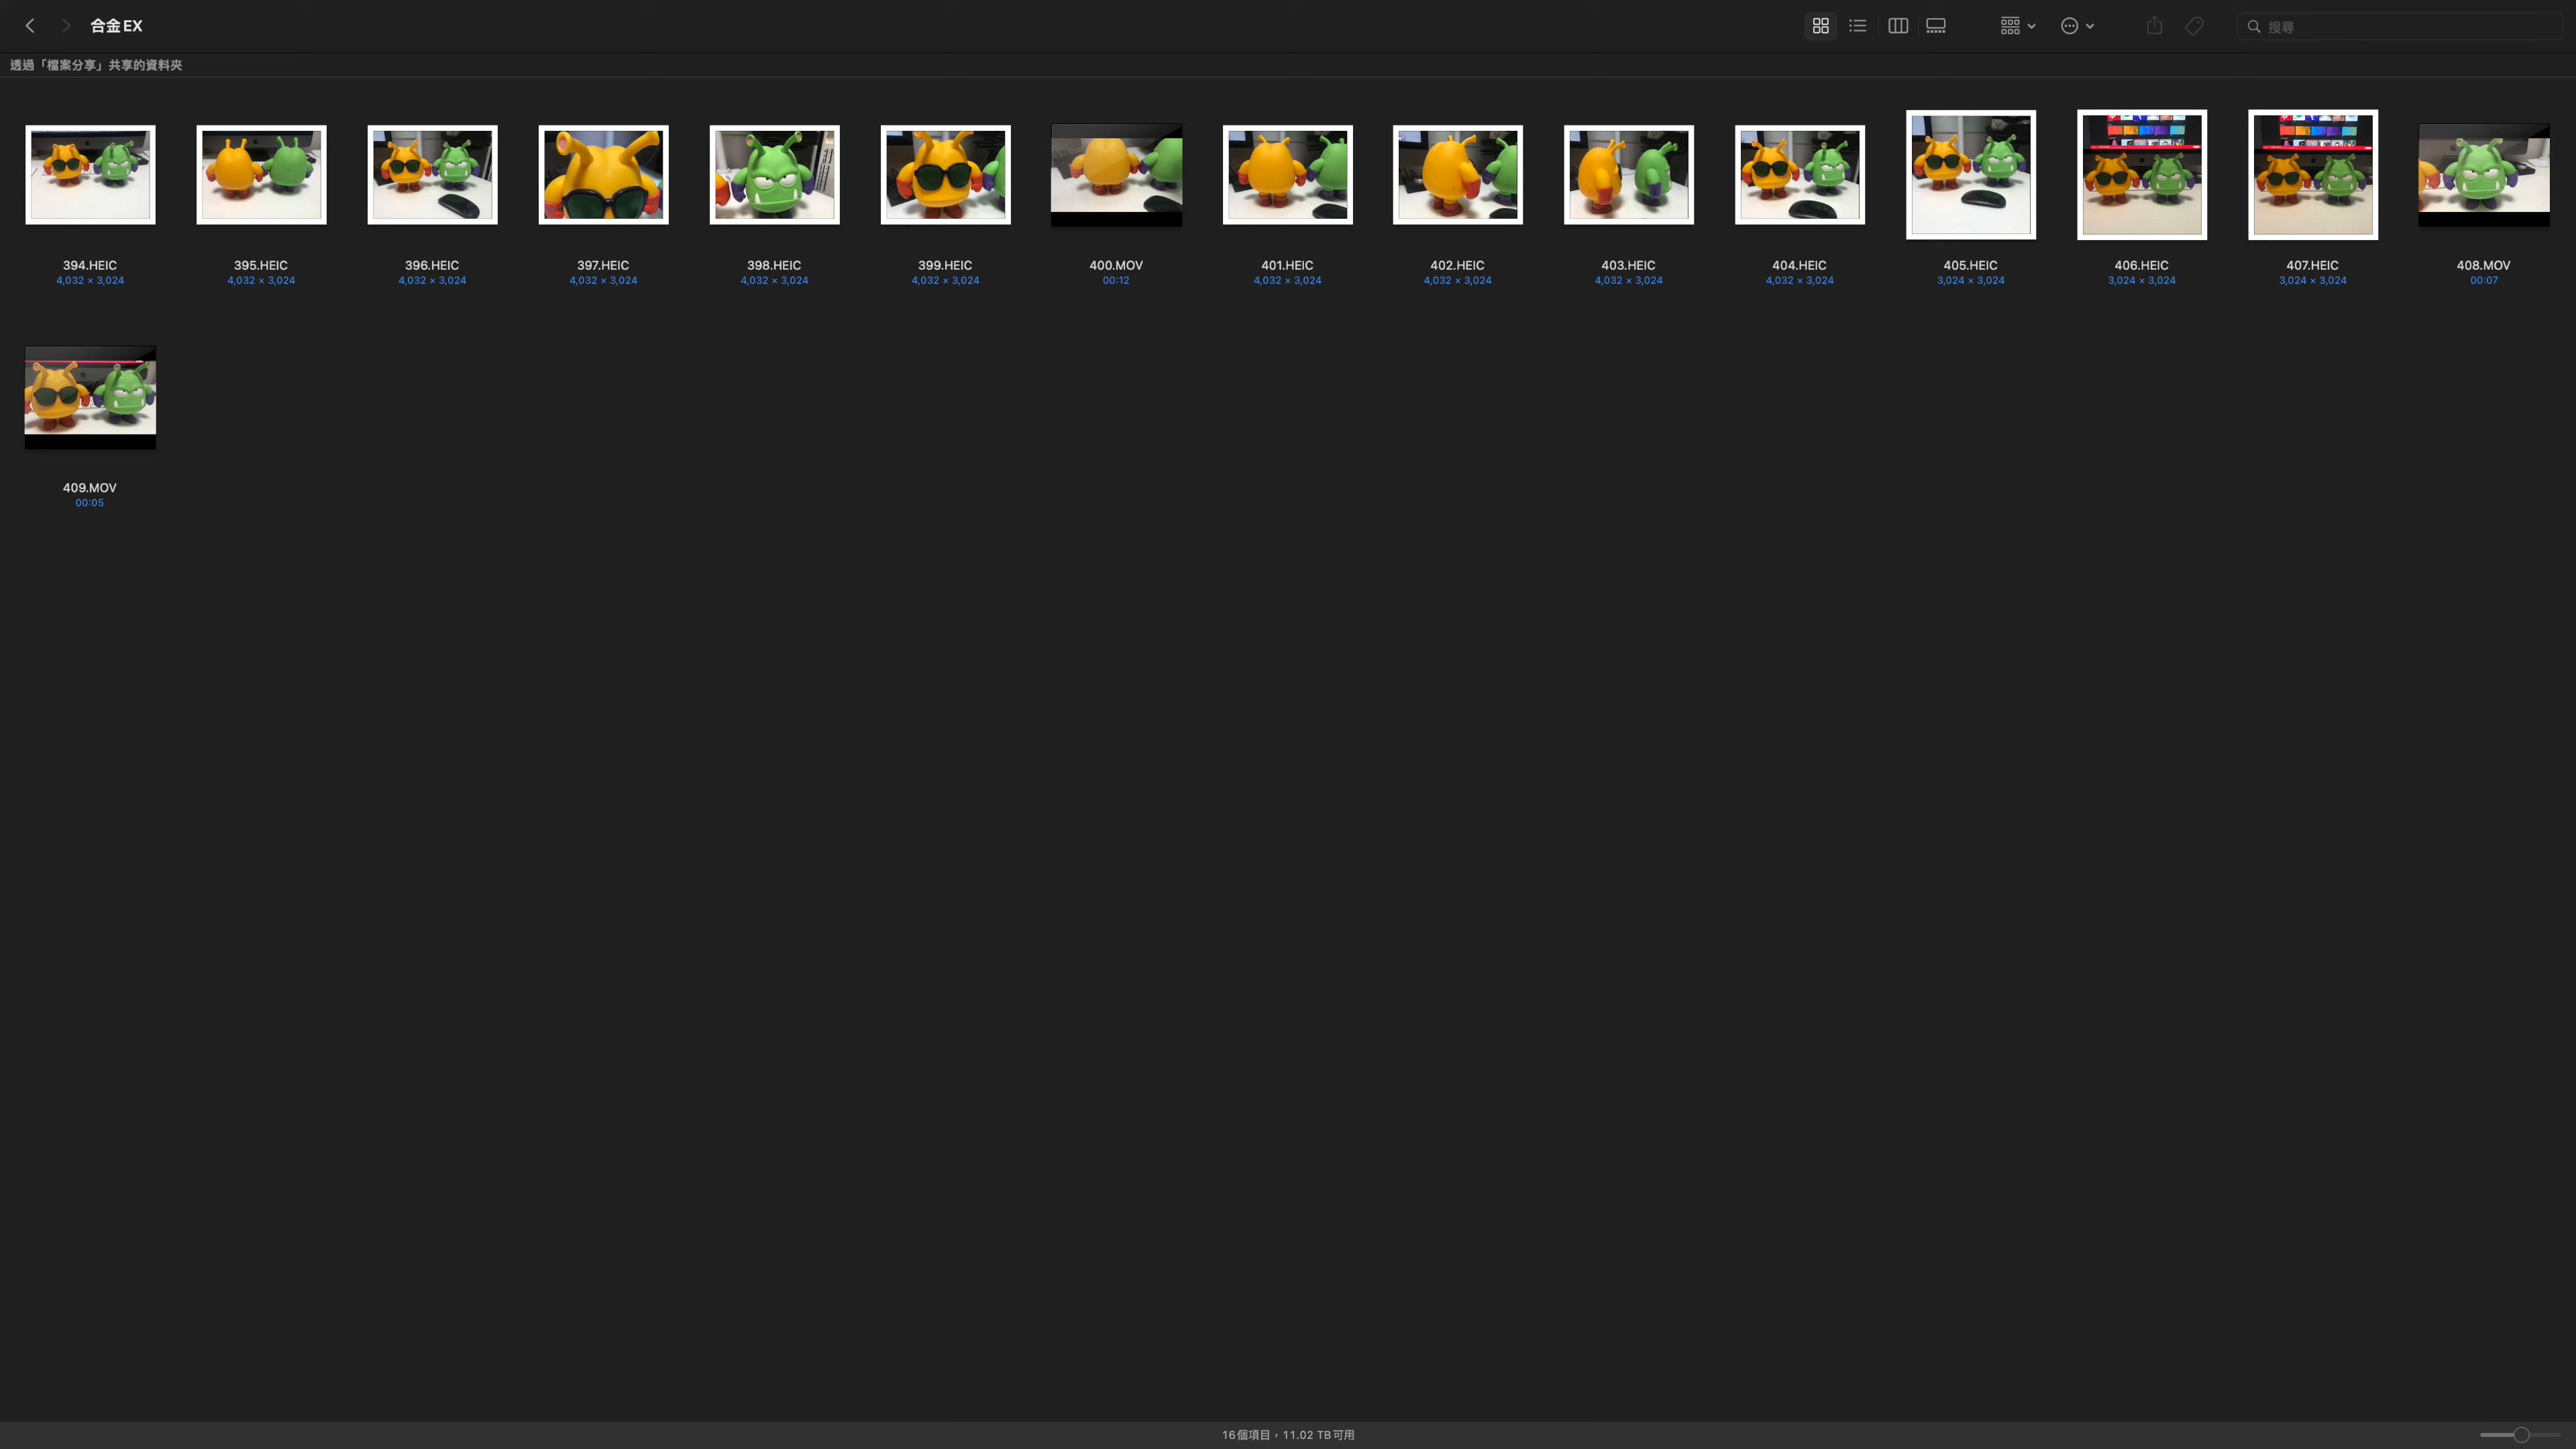 合金EX
搜尋
透過「檔案分享」共享的資料夾
394.HEIC
4,032 × 3,024
395.HEIC
4,032 × 3,024
396.HEIC
4,032 × 3,024
397.HEIC
4,032 × 3,024
398.HEIC
4,032 × 3,024
399.HEIC
4,032 × 3,024
400.MOV
00:12
401.HEIC
4,032 × 3,024
402.HEIC
4,032 × 3,024
403.HEIC
4,032 × 3,024
404.HEIC
4,032 × 3,024
405.HEIC
3,024 × 3,024
406.HEIC
3,024 × 3,024
407.HEIC
3,024 × 3,024
408.MOV
00:07
409.MOV
00:05
16個項目，11.02 TB可用